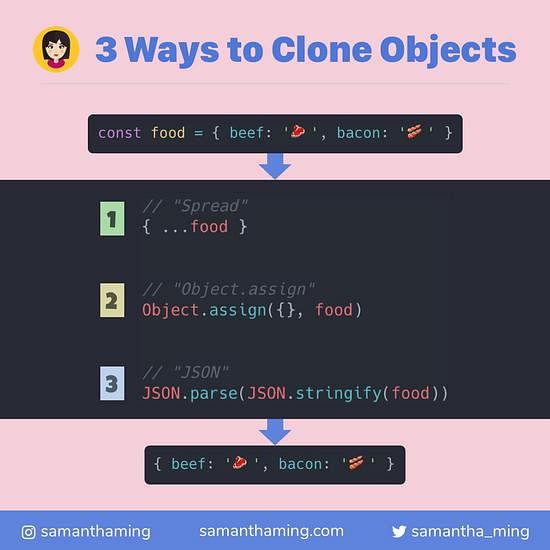 3 Ways to Clone Objects
const food = { beef: '🥩 ', bacon: '🥓 ' }
1
// "Spread"
{ ...food }
2
// "Object.assign"
Object.assign({}, food)
3
// "JSON"
JSON.parse(JSON.stringify(food))
{ beef: '🥩 ', bacon: '🥓 ' }
samanthaming samanthaming.com samantha_ming